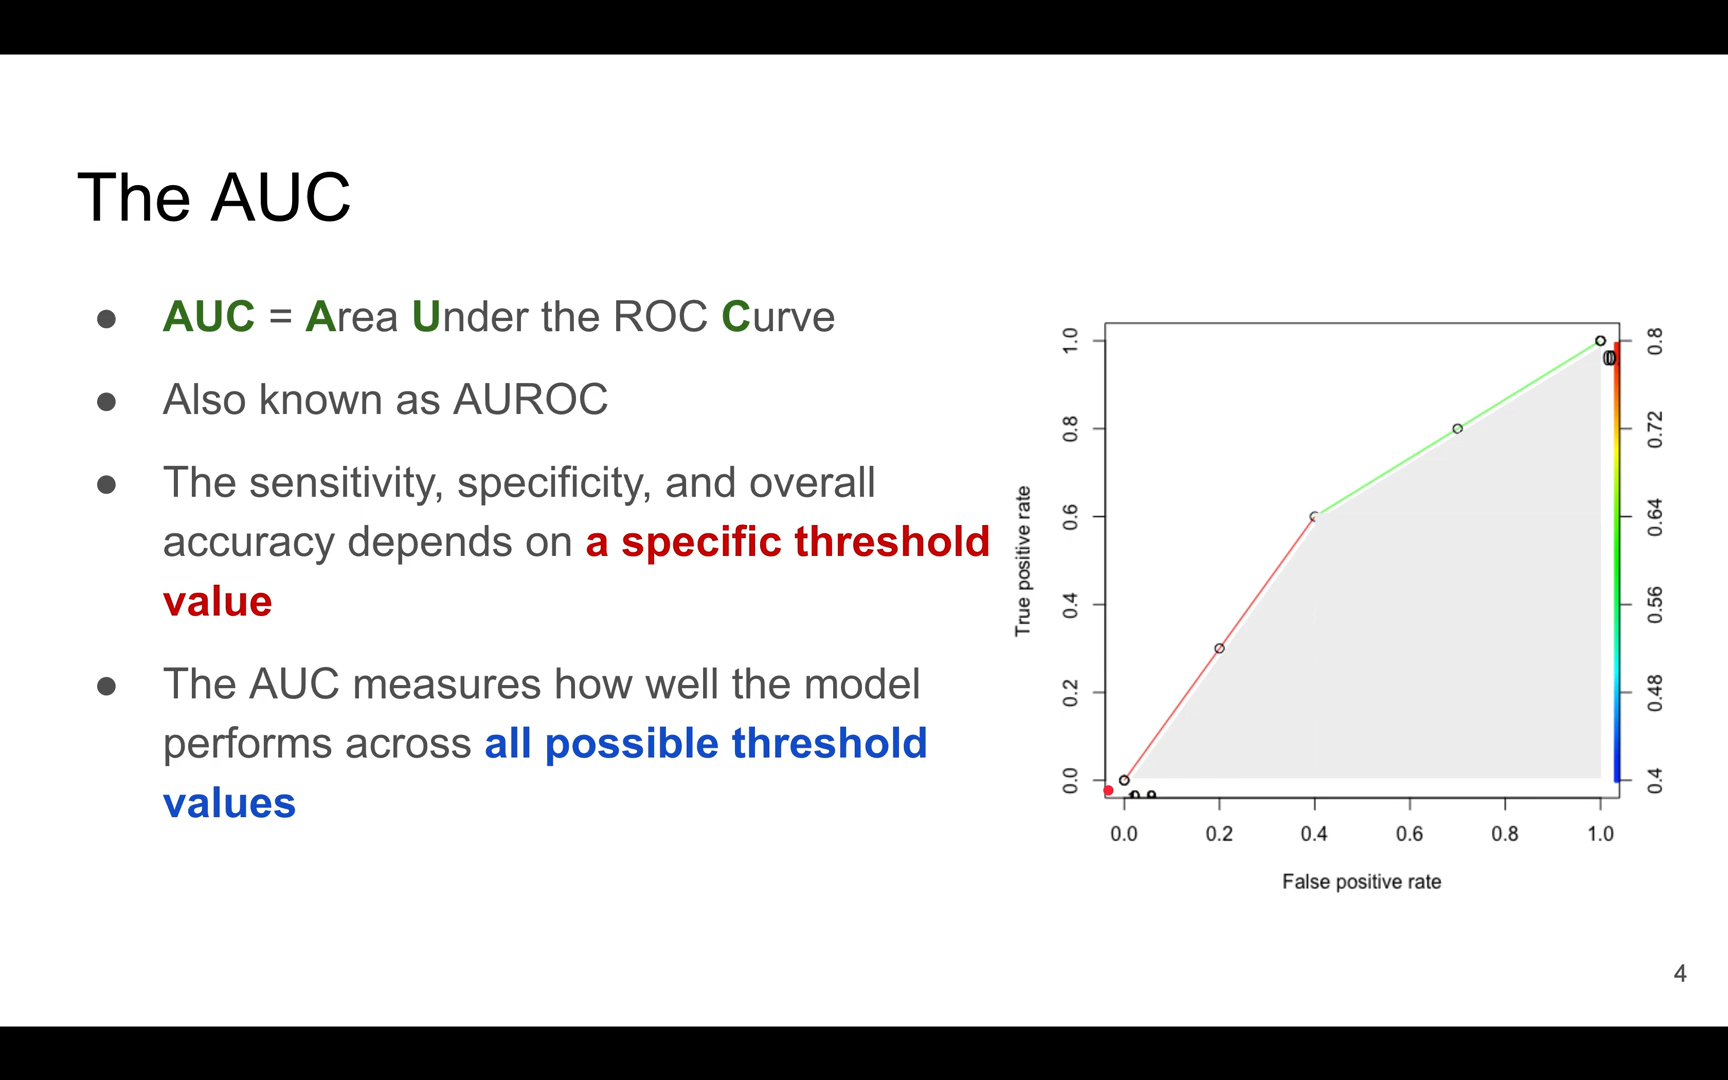 The AUC
● AUC = Area Under the ROC Curve
● Also known as AUROC
● The sensitivity, specificity, and overall
accuracy depends on a specific threshold
value
● The AUC measures how well the model
performs across all possible threshold
values
True positive rate
1.0
0.8
0.6
0.4
0.2
0.0
0.0 0.2 0.4 0.6 0.8 1.0
False positive rate
0.8
0.72
0.64
0.56
0.48
0.4
4